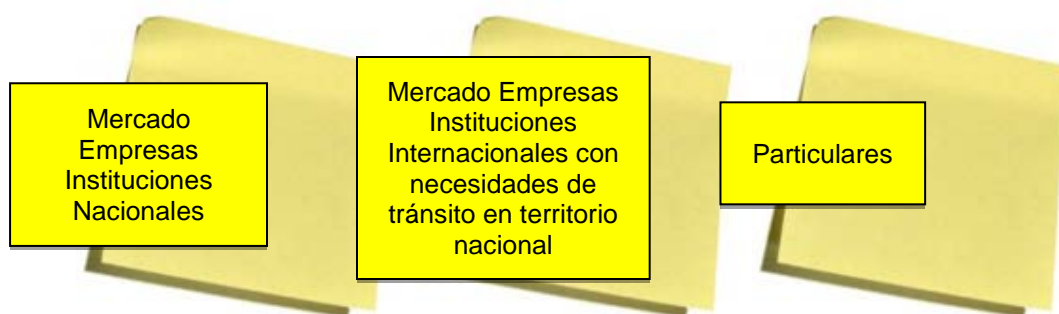 Mercado
Empresas
Instituciones
Nacionales
Mercado Empresas
Instituciones
Internacionales con
necesidades de
tránsito en territorio
nacional
Particulares